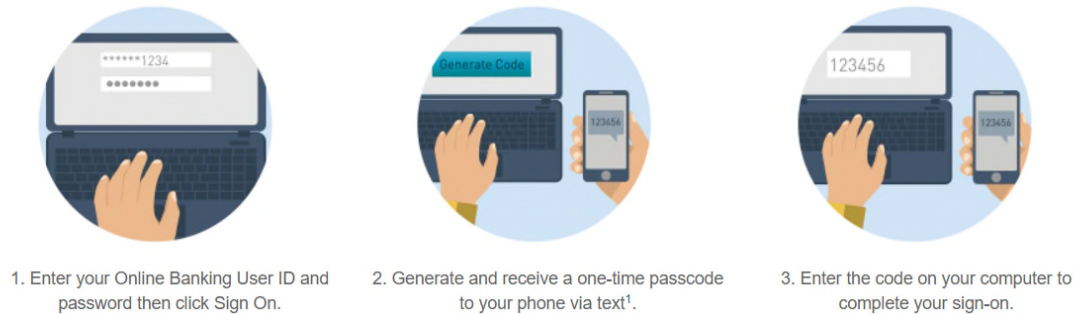 ******1234
●●●●●●●
Generate Code
123456
123456
123456
1. Enter your Online Banking User ID and
password then click Sign On.
2. Generate and receive a one-time passcode
to your phone via text¹.
3. Enter the code on your computer to
complete your sign-on.